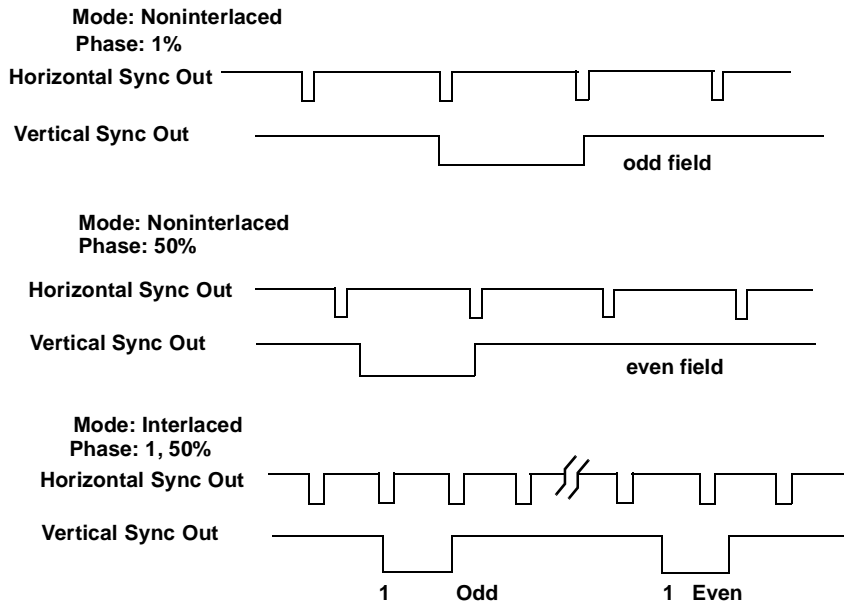 Mode: Noninterlaced
Phase: 1%
Horizontal Sync Out
Vertical Sync Out
odd field
Mode: Noninterlaced
Phase: 50%
Horizontal Sync Out
Vertical Sync Out
even field
Mode: Interlaced
Phase: 1, 50%
Horizontal Sync Out
Vertical Sync Out
1 Odd 1 Even